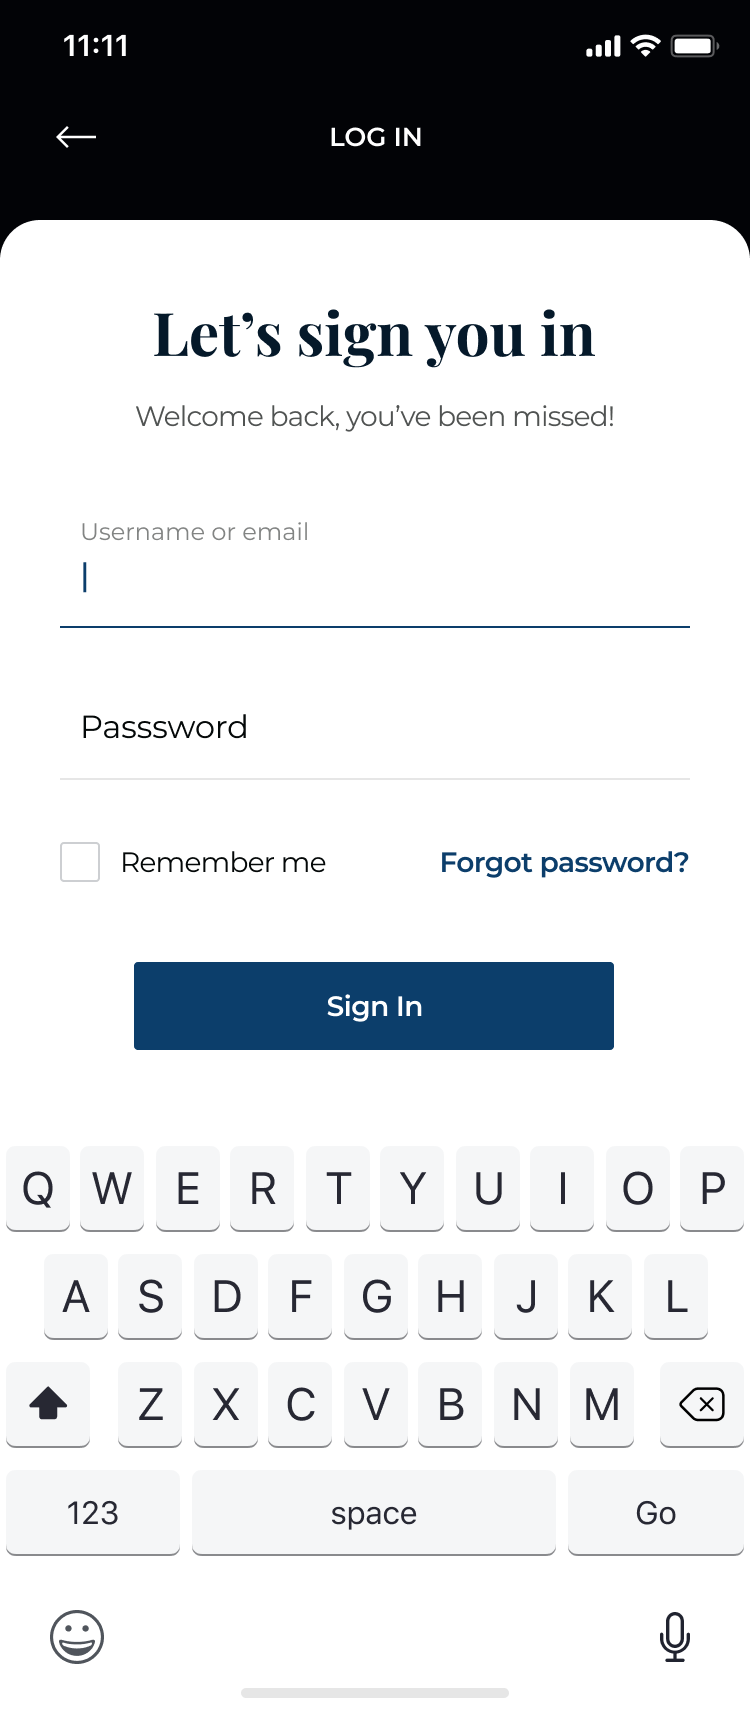 11:11
LOG IN
Let’s sign you in
Welcome back, you’ve been missed!
Username or email
Passsword
Remember me Forgot password?
Sign In
Q W E R T Y U I O P
A S D F G H J K L
Z X C V B N M
123 space Go